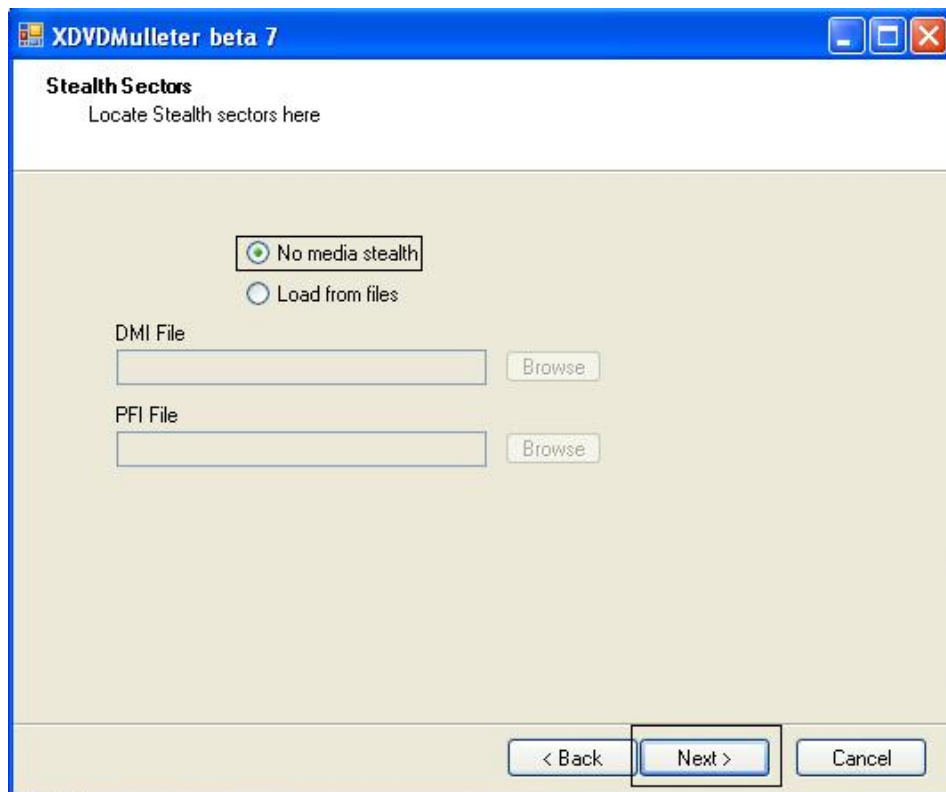 XDVDMulleter beta 7
Stealth Sectors
Locate Stealth sectors here
No media stealth
Load from files
DMI File
Browse
PFI File
Browse
< Back Next > Cancel